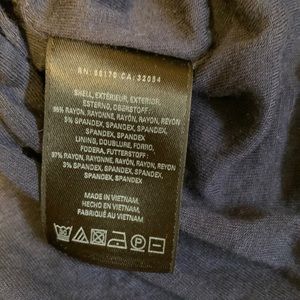 RN: 66170 CA: 32054
SHELL, EXTÉRIEUR, EXTERIOR,
ESTERNO, OBERSTOFF:
95% RAYON, RAYONNE, RAYÓN, RAYON, REYON
5% SPANDEX, SPANDEX, SPANDEX,
SPANDEX, SPANDEX
LINING, DOUBLURE, FORRO,
FODERA, FUTTERSTOFF:
97% RAYON, RAYONNE, RAYÓN, RAYON, REYON
3% SPANDEX, SPANDEX, SPANDEX,
SPANDEX, SPANDEX
MADE IN VIETNAM,
HECHO EN VIETNAM,
FABRIQUÉ AU VIETNAM